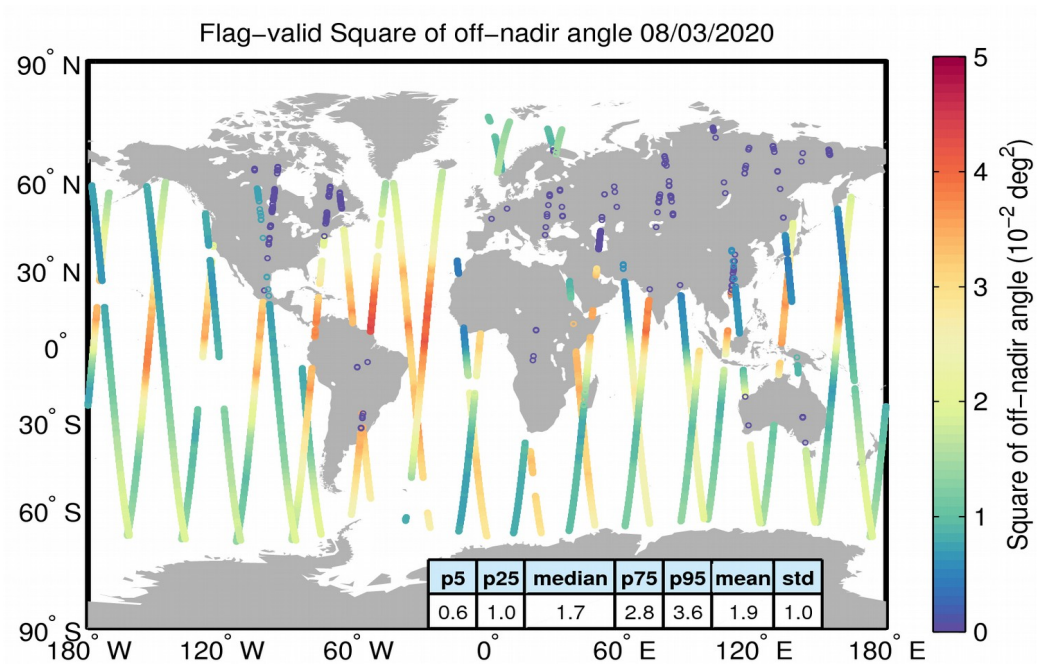 Flag−valid Square of off−nadir angle 08/03/2020
90° N
60° N
30° N
0°
30° S
60° S
90° S
180° W
120° W
60° W
0°
60° E
120° E
180° E
5
4
3
2
1
0
Square of off−nadir angle (10⁻² deg²)
p5 p25 median p75 p95 mean std
0.6 1.0 1.7 2.8 3.6 1.9 1.0